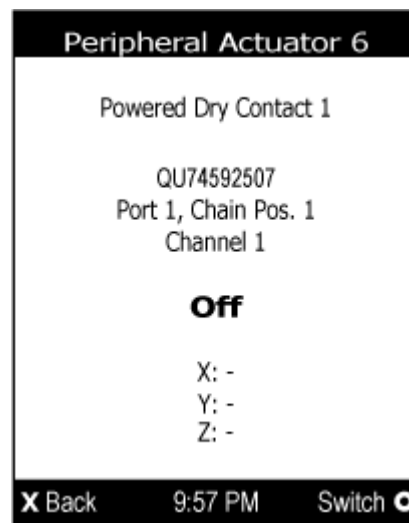 Peripheral Actuator 6
Powered Dry Contact 1
QU74592507
Port 1, Chain Pos. 1
Channel 1
Off
X: -
Y: -
Z: -
X Back 9:57 PM Switch O